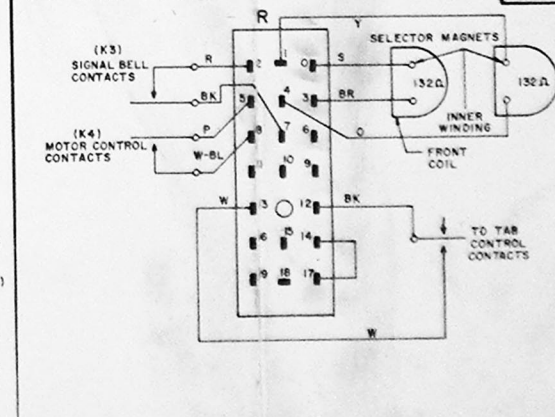 R
Y
(K3)
SIGNAL BELL
CONTACTS
R
2
1
0
S
SELECTOR MAGNETS
132Ω
132Ω
BK
5
4
3
BR
(K4)
MOTOR CONTROL
CONTACTS
P
8
7
6
O
INNER
WINDING
W-BL
FRONT
COIL
11
10
9
W
13
12
BK
16
15
14
TO TAB
CONTROL
CONTACTS
19
18
17
W